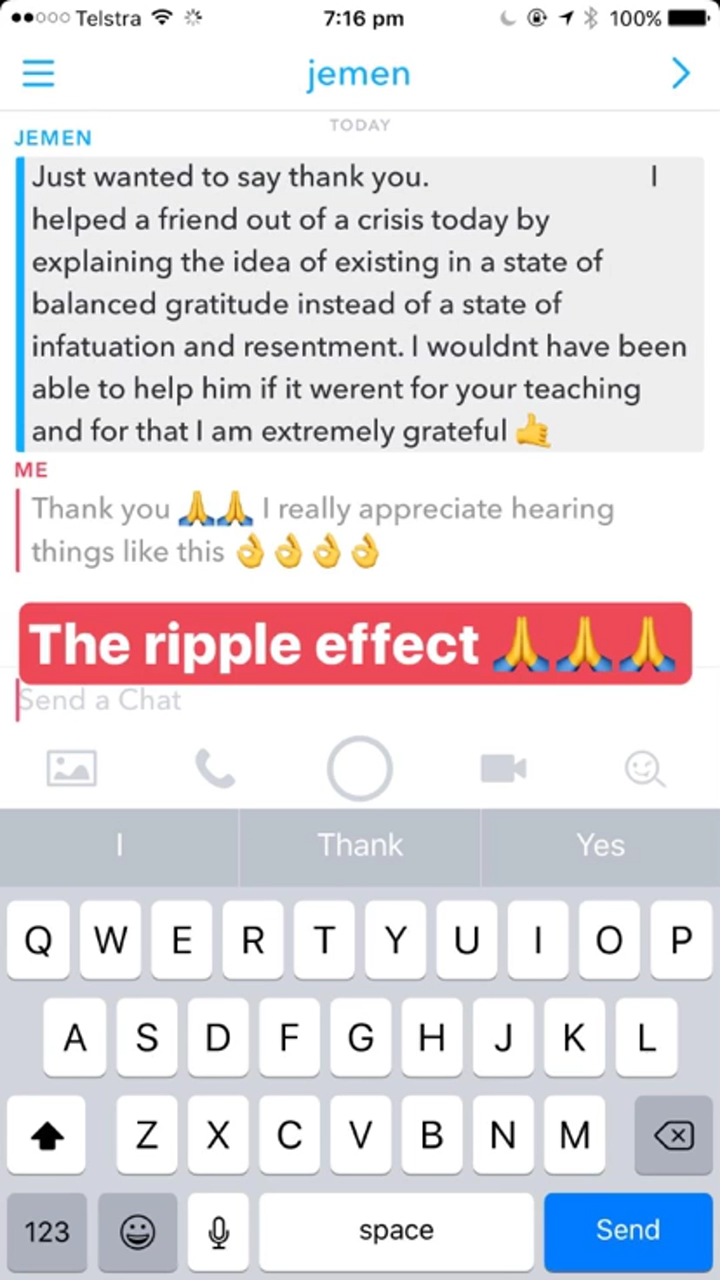 Telstra 7:16 pm 100%
jemen
TODAY
JEMEN
Just wanted to say thank you. I
helped a friend out of a crisis today by
explaining the idea of existing in a state of
balanced gratitude instead of a state of
infatuation and resentment. I wouldnt have been
able to help him if it werent for your teaching
and for that I am extremely grateful 🤙
ME
Thank you 🙏🙏 I really appreciate hearing
things like this 👌👌👌👌
The ripple effect 🙏🙏🙏
Send a Chat
I Thank Yes
Q W E R T Y U I O P
A S D F G H J K L
Z X C V B N M
123 space Send